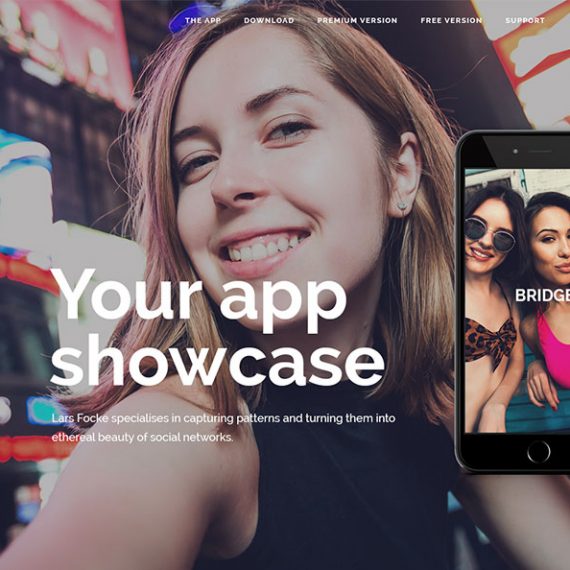 THE APP DOWNLOAD PREMIUM VERSION FREE VERSION SUPPORT
Your app
showcase
Lars Focke specialises in capturing patterns and turning them into
ethereal beauty of social networks.